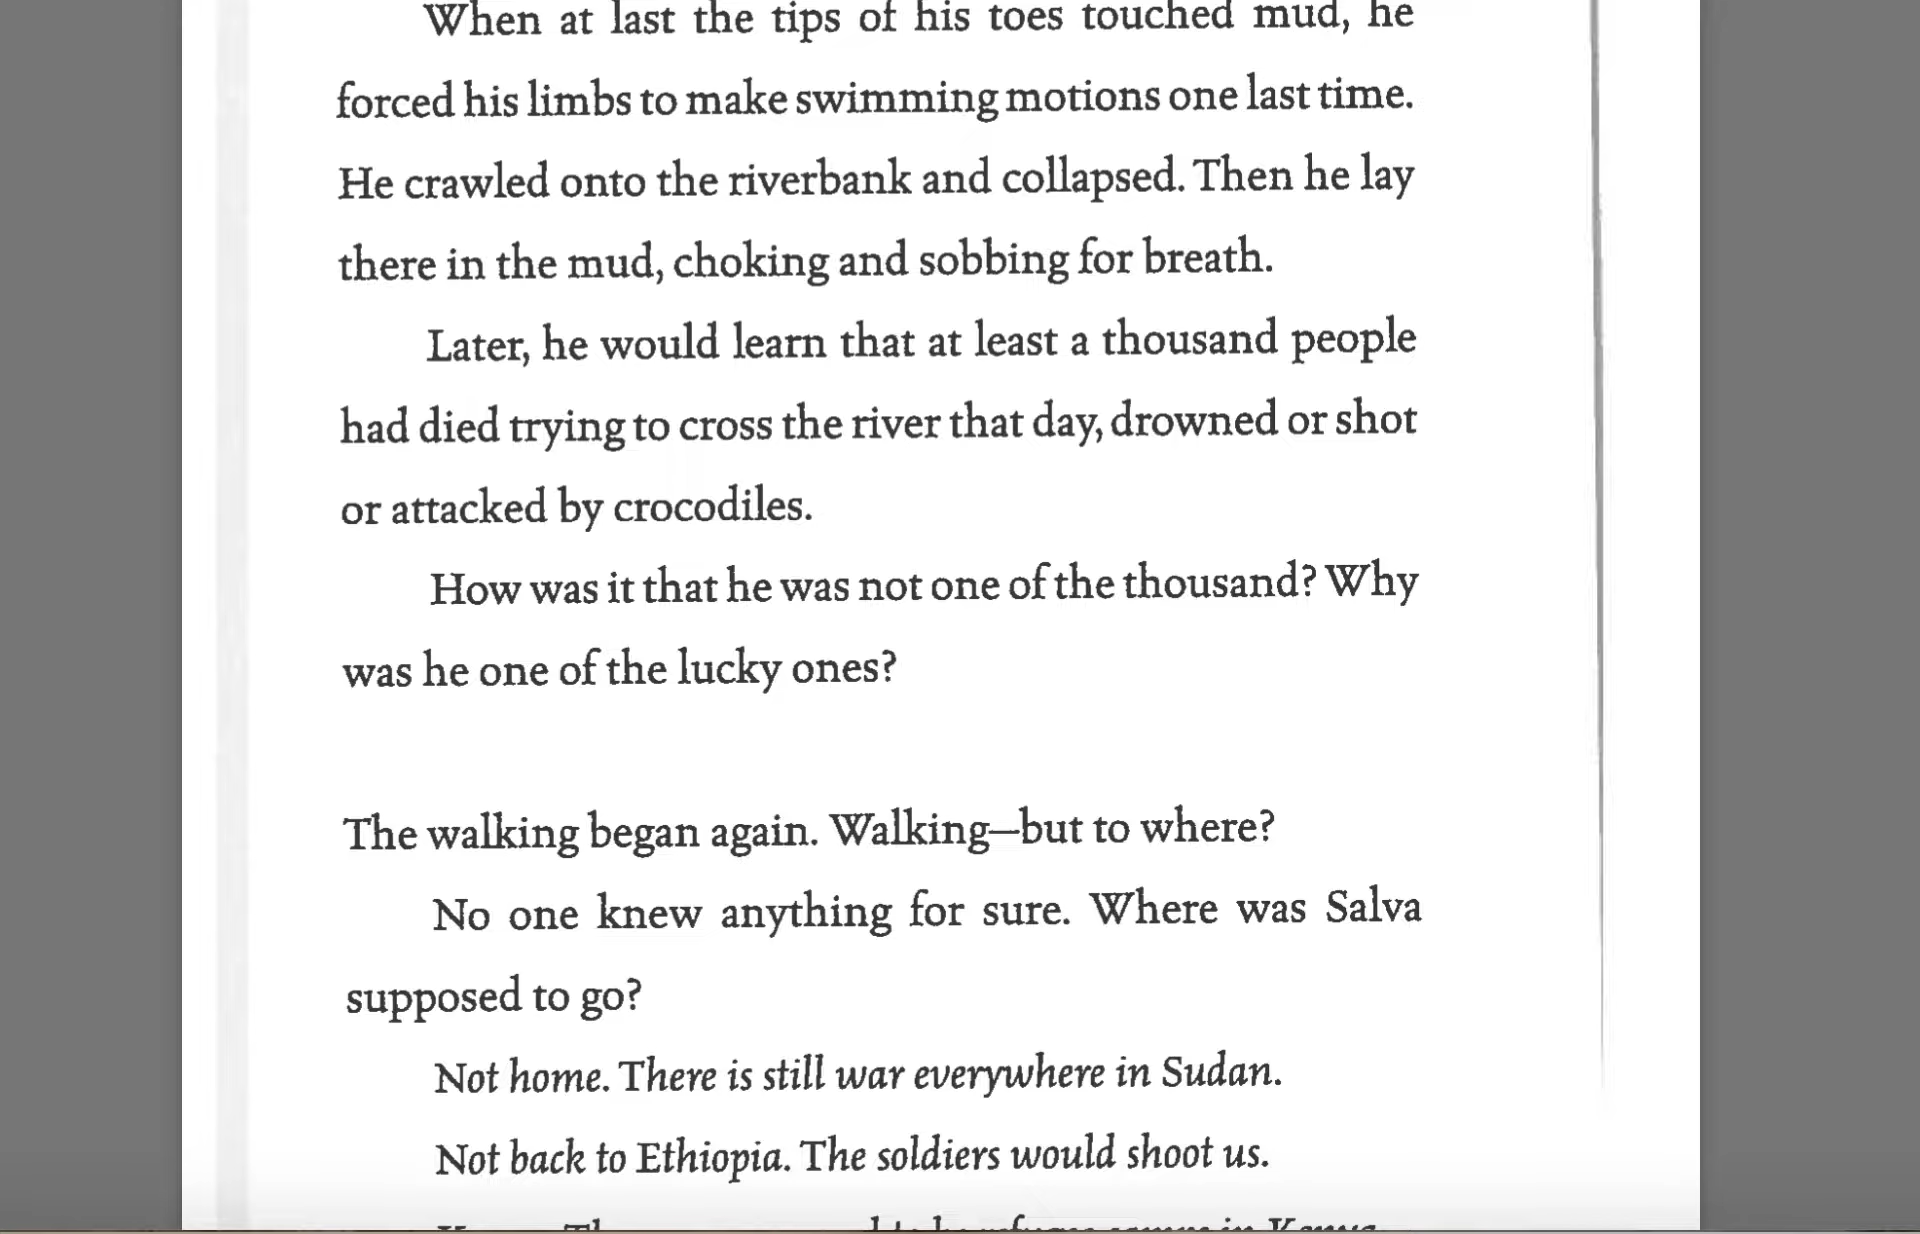 When at last the tips of his toes touched mud, he
forced his limbs to make swimming motions one last time.
He crawled onto the riverbank and collapsed. Then he lay
there in the mud, choking and sobbing for breath.
Later, he would learn that at least a thousand people
had died trying to cross the river that day, drowned or shot
or attacked by crocodiles.
How was it that he was not one of the thousand? Why
was he one of the lucky ones?
The walking began again. Walking—but to where?
No one knew anything for sure. Where was Salva
supposed to go?
Not home. There is still war everywhere in Sudan.
Not back to Ethiopia. The soldiers would shoot us.
to be refugee camps in Kenya.